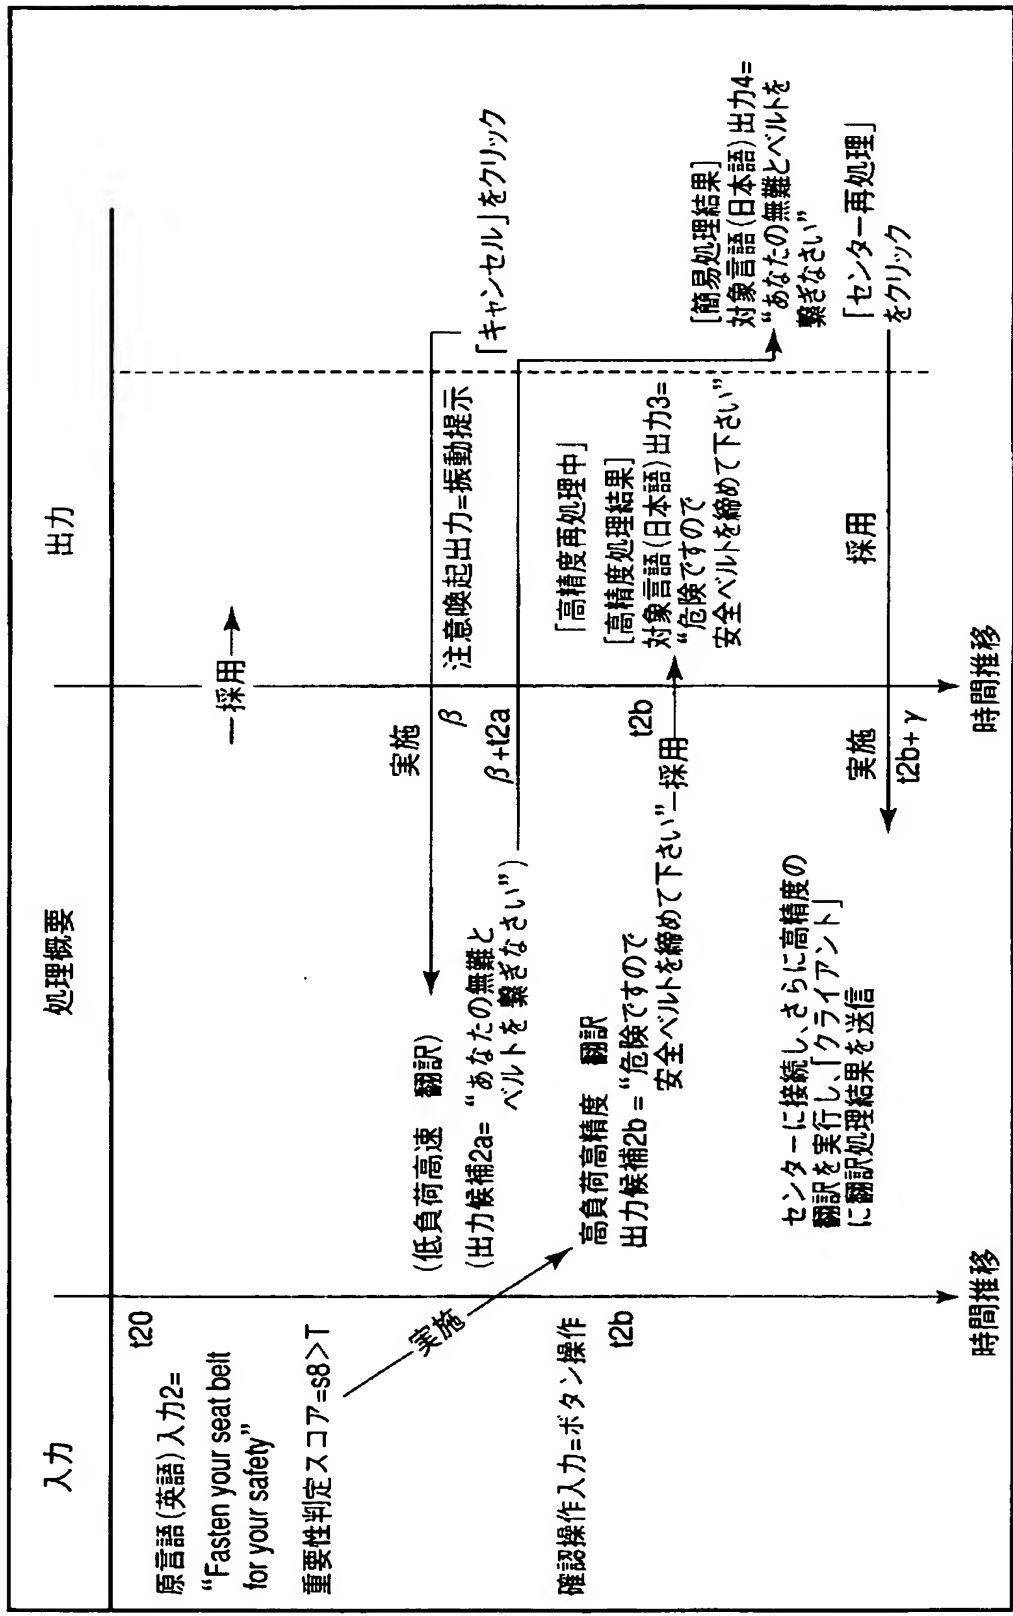 入力
処理概要
出力
t20
原言語(英語)入力2=
“Fasten your seat belt
for your safety”
重要性判定スコア=s8>T
実施
確認操作入力=ボタン操作
t2b
時間推移
(低負荷高速 翻訳)
(出力候補2a= “あなたの無難と
ベルトを繋ぎなさい”)
高負荷高精度 翻訳
出力候補2b = “危険ですので
安全ベルトを締めて下さい”
採用
センターに接続し、さらに高精度の
翻訳を実行し、「クライアント」
に翻訳処理結果を送信
採用
実施
β
β+t2a
t2b
実施
t2b+γ
時間推移
注意喚起出力=振動提示
「高精度再処理中」
[高精度処理結果]
対象言語(日本語)出力3=
“危険ですので
安全ベルトを締めて下さい”
採用
「キャンセル」をクリック
[簡易処理結果]
対象言語(日本語)出力4=
“あなたの無難とベルトを
繋ぎなさい”
「センター再処理」
をクリック